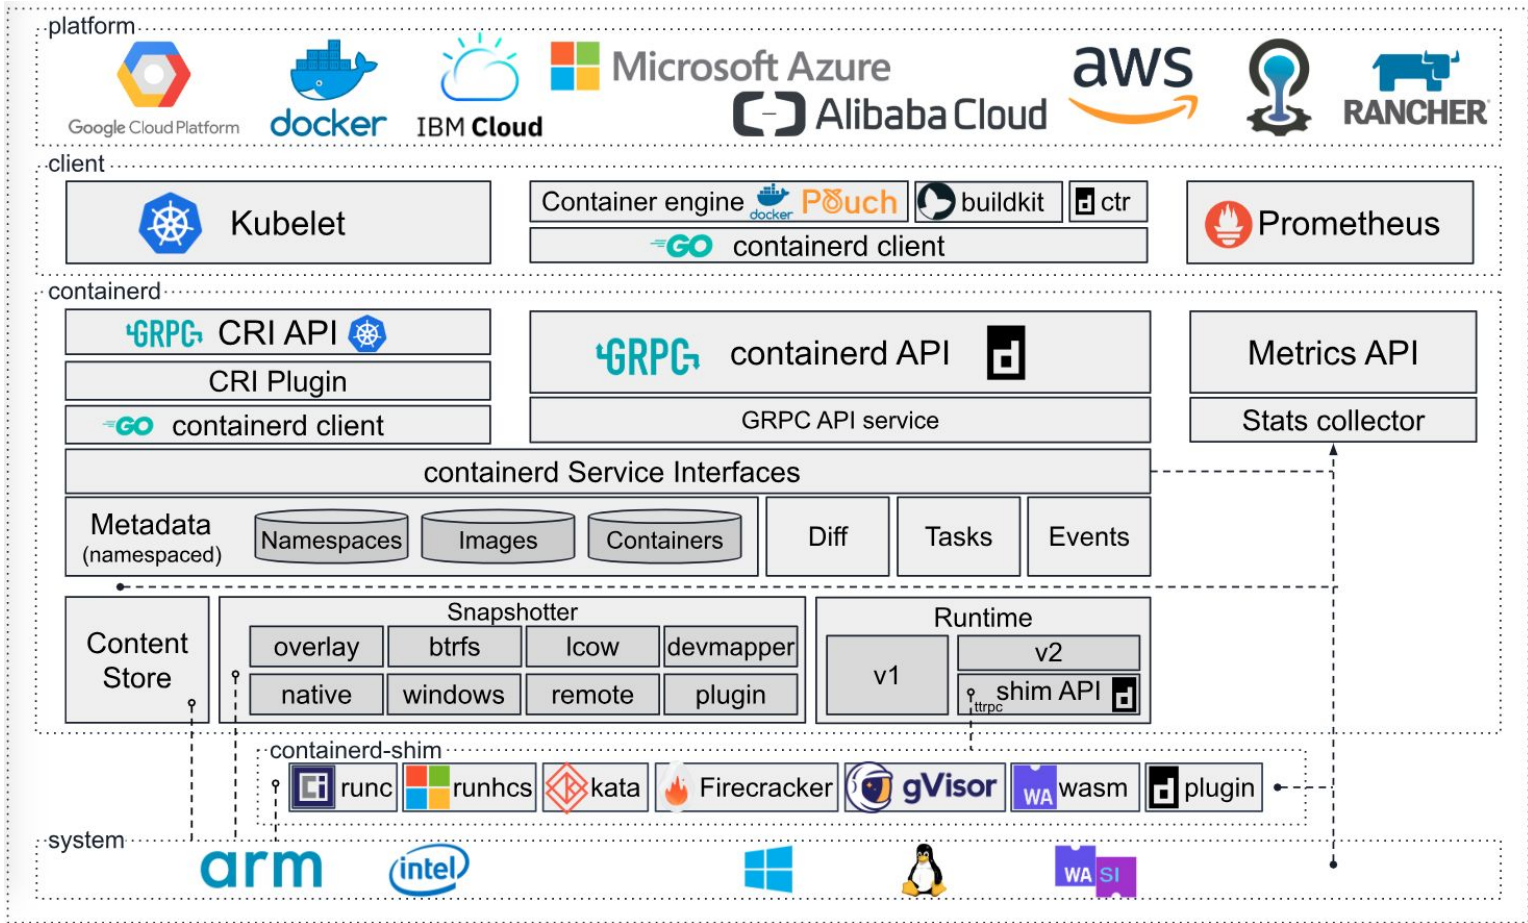 platform
Google Cloud Platform
docker
IBM Cloud
Microsoft Azure
Alibaba Cloud
aws
RANCHER
client
Kubelet
Container engine docker Pouch
buildkit
ctr
GO containerd client
Prometheus
containerd
GRPC CRI API
CRI Plugin
GO containerd client
GRPC containerd API d
GRPC API service
Metrics API
Stats collector
containerd Service Interfaces
Metadata
(namespaced)
Namespaces
Images
Containers
Diff
Tasks
Events
Content
Store
Snapshotter
overlay
btrfs
lcow
devmapper
native
windows
remote
plugin
Runtime
v1
v2
shim API d
ttrpc
containerd-shim
Ci runc
runhcs
kata
Firecracker
gVisor
WA wasm
d plugin
system
arm
intel
WA SI